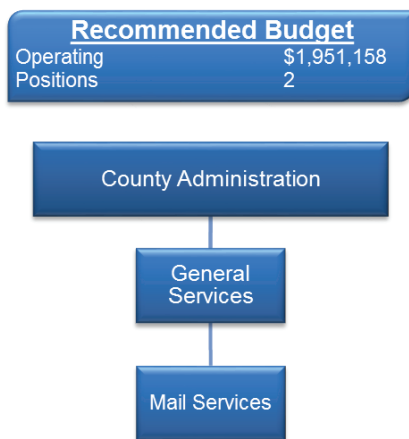 Recommended Budget
Operating $1,951,158
Positions 2
County Administration
General
Services
Mail Services